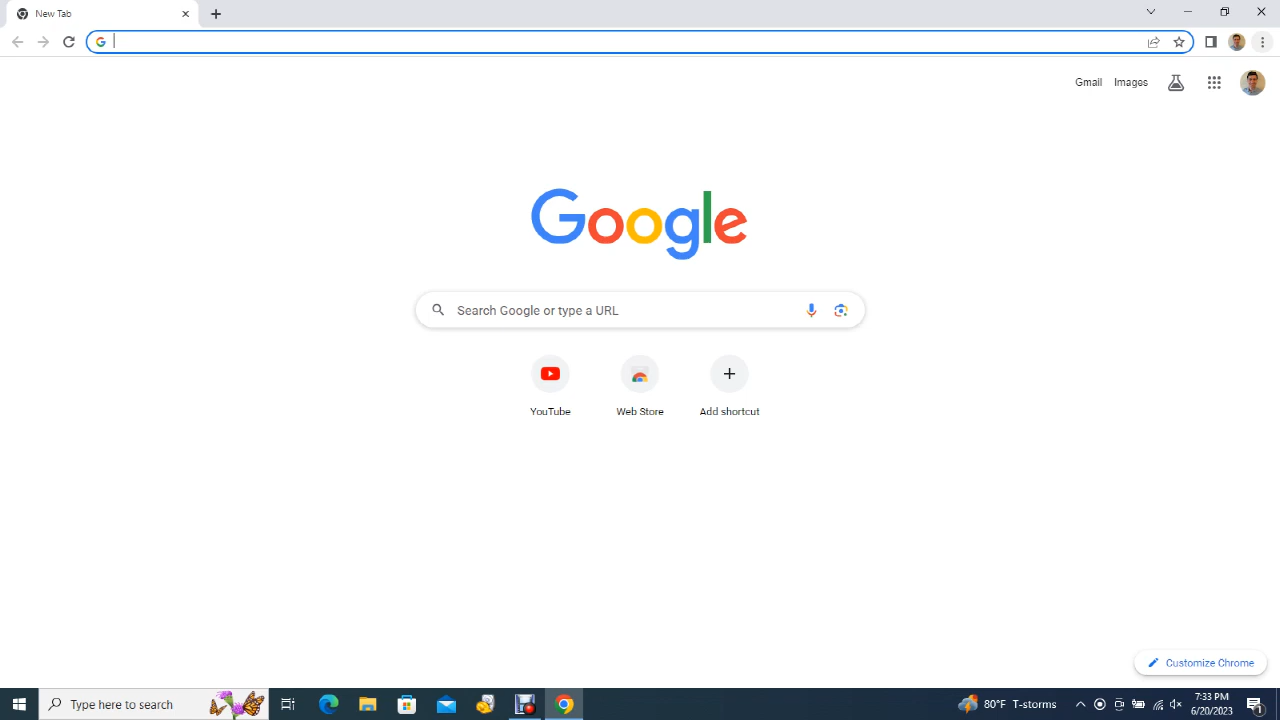 New Tab
Gmail Images
Google
Search Google or type a URL
YouTube Web Store Add shortcut
Customize Chrome
Type here to search
80°F T-storms
7:33 PM
6/20/2023
1